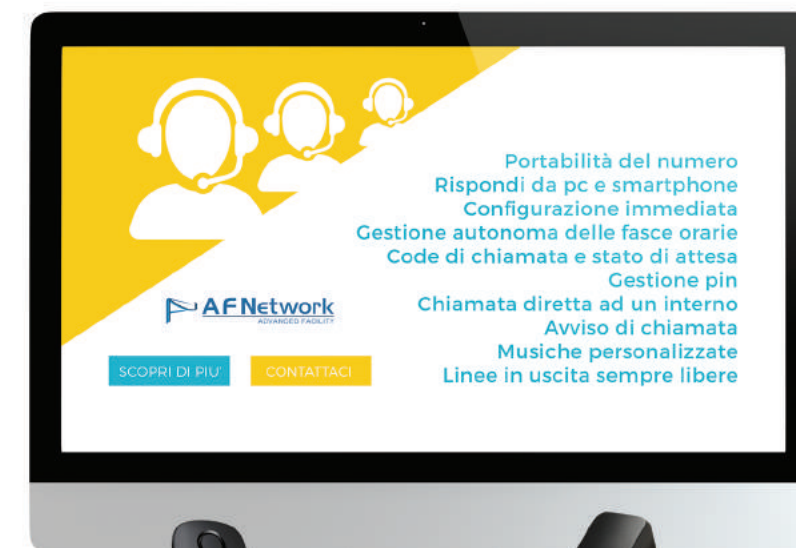 Portabilità del numero
Rispondi da pc e smartphone
Configurazione immediata
Gestione autonoma delle fasce orarie
Code di chiamata e stato di attesa
Gestione pin
Chiamata diretta ad un interno
Avviso di chiamata
Musiche personalizzate
Linee in uscita sempre libere
AF Network
ADVANCED FACILITY
SCOPRI DI PIU'
CONTATTACI